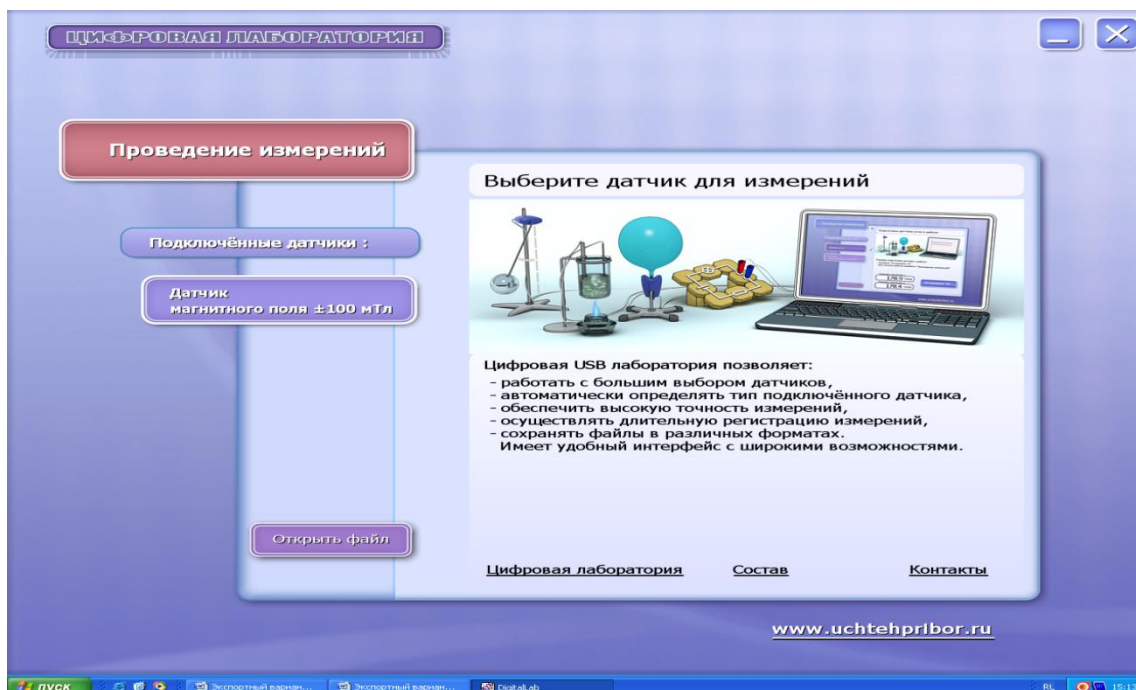 ЦИФРОВАЯ ЛАБОРАТОРИЯ
Проведение измерений
Выберите датчик для измерений
Подключённые датчики :
Датчик
магнитного поля ±100 мТл
Цифровая USB лаборатория позволяет:
- работать с большим выбором датчиков,
- автоматически определять тип подключённого датчика,
- обеспечить высокую точность измерений,
- осуществлять длительную регистрацию измерений,
- сохранять файлы в различных форматах.
Имеет удобный интерфейс с широкими возможностями.
Открыть файл
Цифровая лаборатория Состав Контакты
www.uchtehpribor.ru
пуск Экспортный вариан... Экспортный вариан... DigitalLab RL 15:17